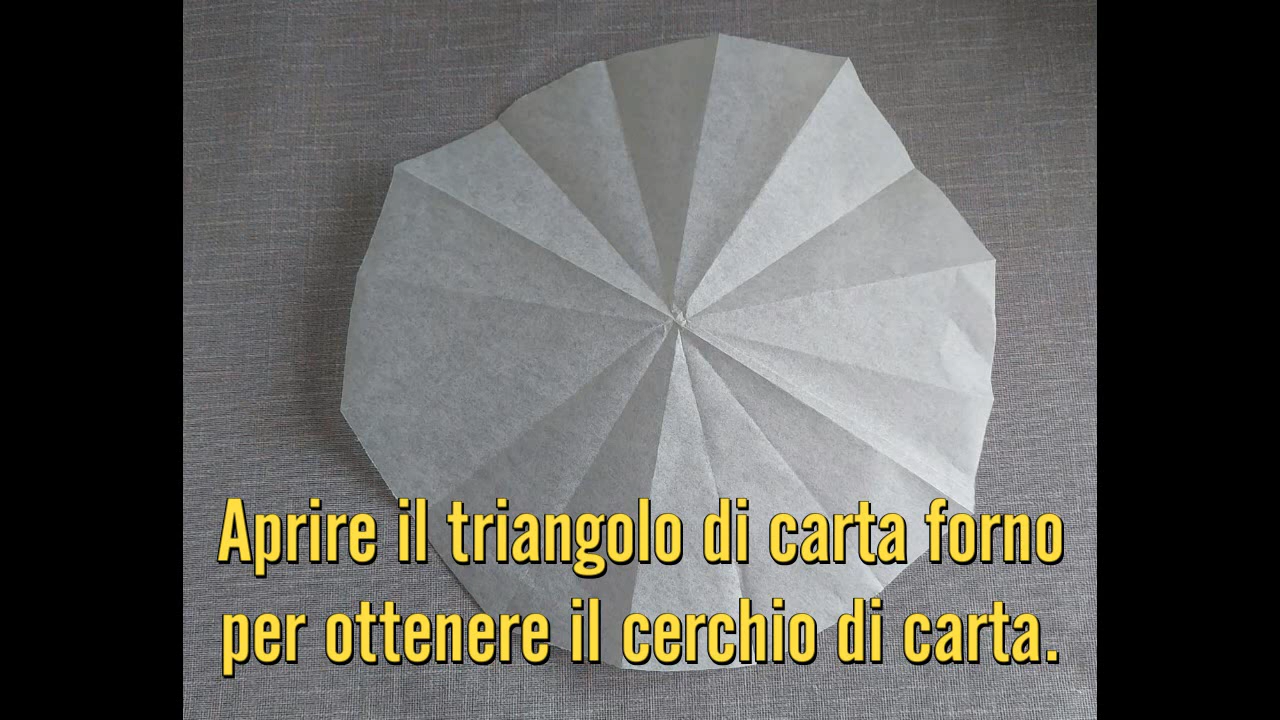 Aprire il triangolo di carta forno
per ottenere il cerchio di carta.